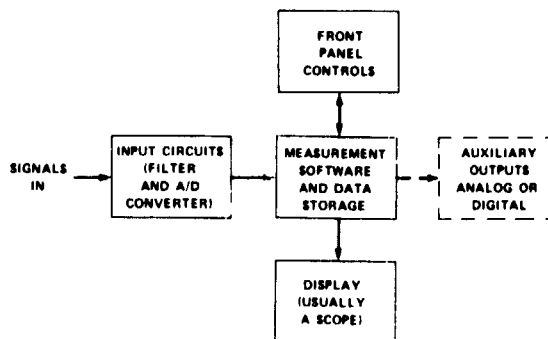 FRONT
PANEL
CONTROLS
SIGNALS
IN
INPUT CIRCUITS
(FILTER
AND A/D
CONVERTER)
MEASUREMENT
SOFTWARE
AND DATA
STORAGE
AUXILIARY
OUTPUTS
ANALOG OR
DIGITAL
DISPLAY
(USUALLY
A SCOPE)